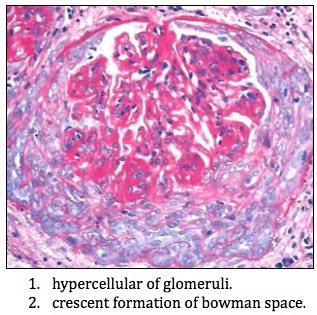 1. hypercellular of glomeruli.
2. crescent formation of bowman space.